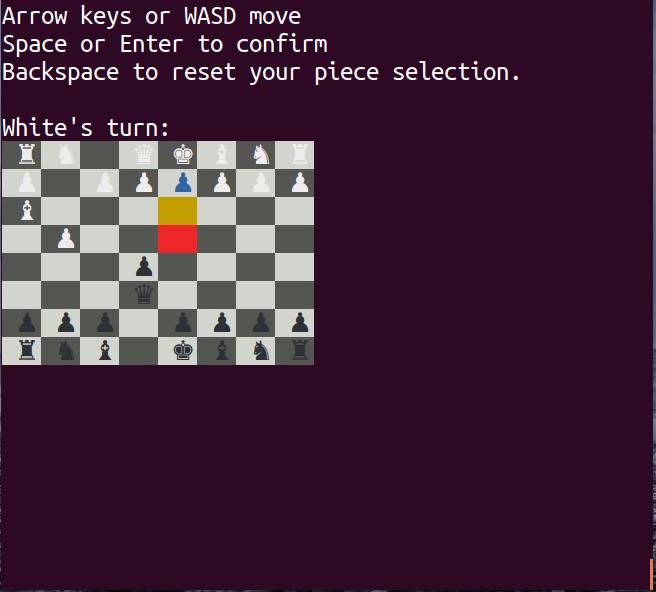 Arrow keys or WASD move
Space or Enter to confirm
Backspace to reset your piece selection.
White's turn: